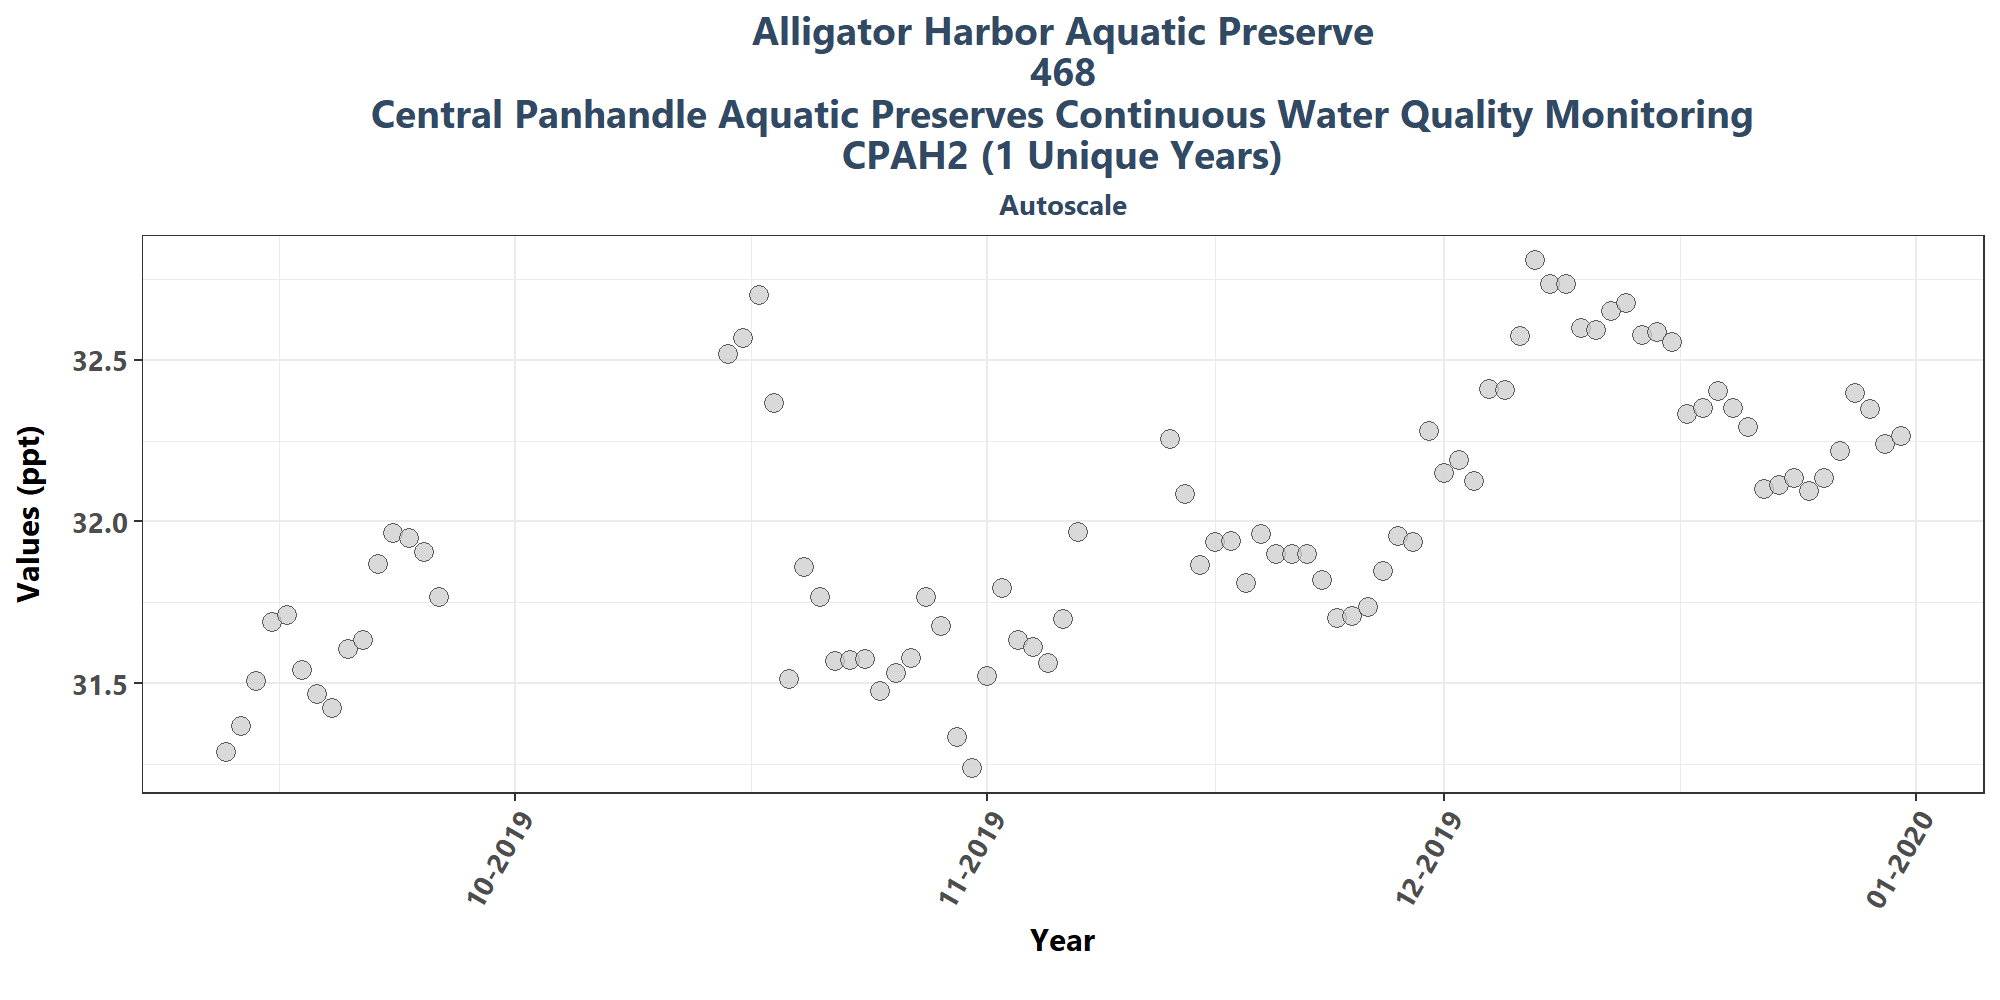 Alligator Harbor Aquatic Preserve
468
Central Panhandle Aquatic Preserves Continuous Water Quality Monitoring
CPAH2 (1 Unique Years)
Autoscale
Values (ppt)
32.5
32.0
31.5
10-2019
11-2019
12-2019
01-2020
Year